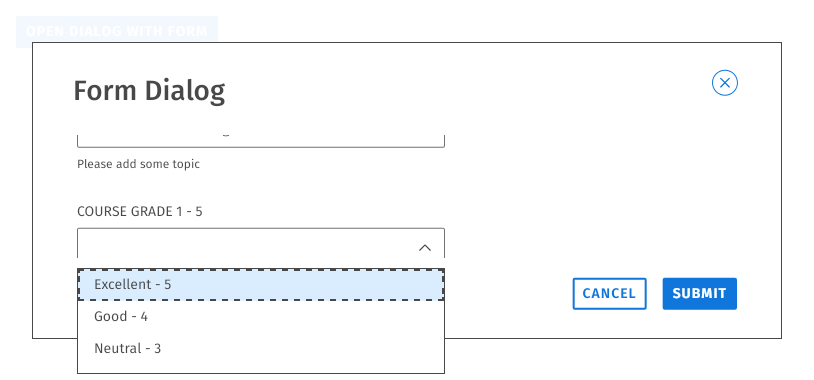 OPEN DIALOG WITH FORM
Form Dialog
Please add some topic
COURSE GRADE 1 - 5
Excellent - 5
Good - 4
Neutral - 3
CANCEL
SUBMIT